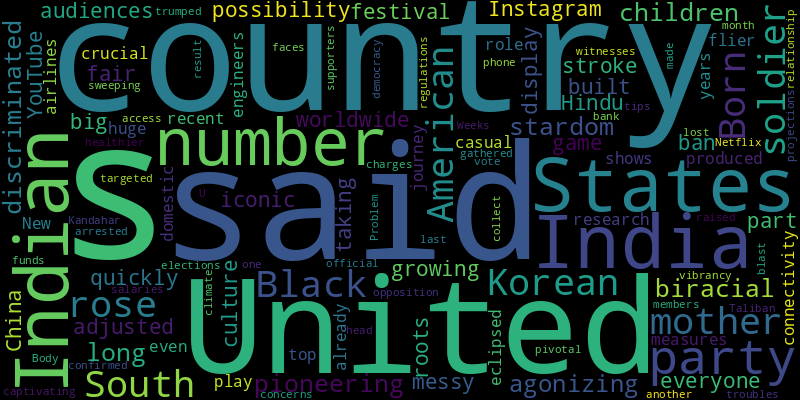 audiences trumped possibility festival Instagram children
discriminated YouTube airlines crucial fair sweeping country engineers result faces supporters democracy regulations role phone display witnesses stroke built made years month flier soldier relationship
big access huge recent healthier number worldwide American Weeks casual gathered vote stardom Hindu game tips bank ban lost Netflix Born projections
Indian targeted S said charges journey States shows produced
New Kandahar arrested domestic U iconic taking Problem collect last India research raised part
funds China quickly salaries elections one official growing Korean vibrancy biracial blast connectivity
rose climates culture Black opposition members Taliban
adjusted United mother measures
Body confirmed long even top already head roots eclipsed pivotal party
captivating South play pioneering concerns messy agonizing everyone another troubles